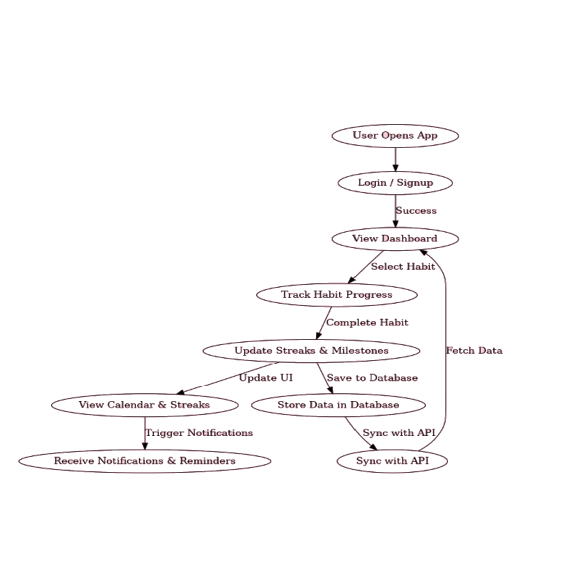 User Opens App
Login / Signup
Success
View Dashboard
Select Habit
Track Habit Progress
Complete Habit
Update Streaks & Milestones
Fetch Data
Update UI
Save to Database
View Calendar & Streaks
Store Data in Database
Trigger Notifications
Sync with API
Receive Notifications & Reminders
Sync with API